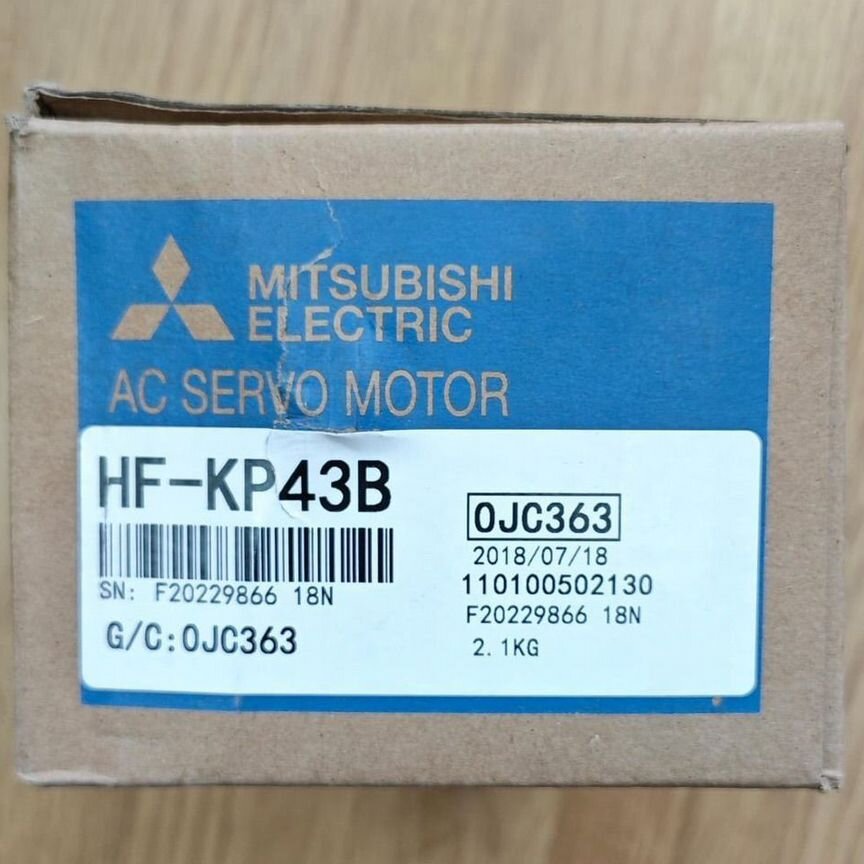 MITSUBISHI
ELECTRIC
AC SERVO MOTOR
HF-KP43B
SN: F20229866 18N
G/C:0JC363
0JC363
2018/07/18
110100502130
F20229866 18N
2.1KG